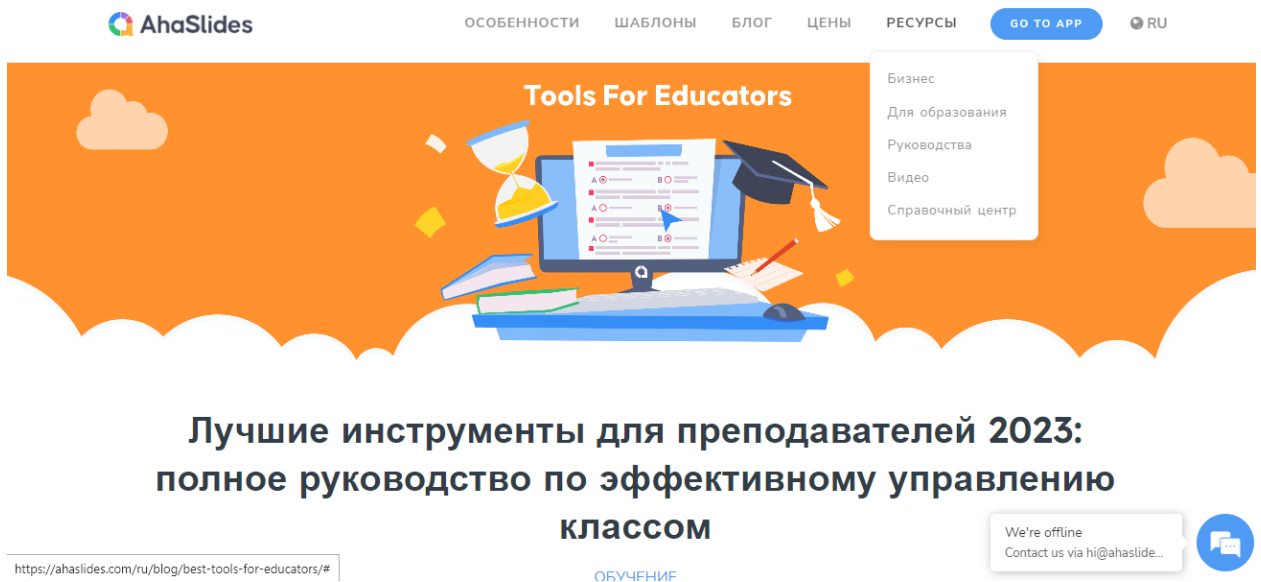 AhaSlides
ОСОБЕННОСТИ ШАБЛОНЫ БЛОГ ЦЕНЫ РЕСУРСЫ GO TO APP RU
Бизнес
Для образования
Руководства
Видео
Справочный центр
Tools For Educators
A B
A B
A B
Лучшие инструменты для преподавателей 2023:
полное руководство по эффективному управлению
классом
ОБУЧЕНИЕ
We're offline
Contact us via hi@ahaslide...
https://ahaslides.com/ru/blog/best-tools-for-educators/#